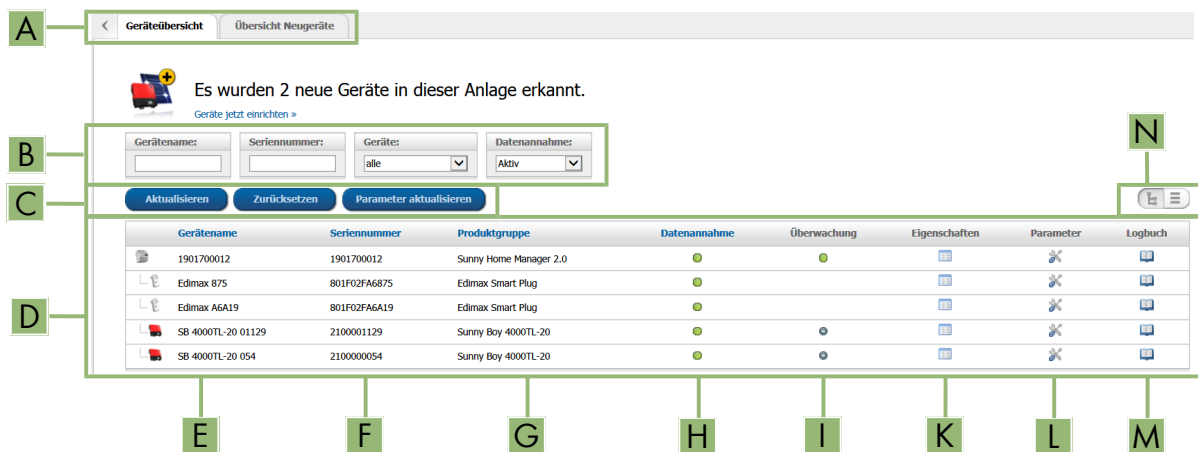 A
Geräteübersicht Übersicht Neugeräte
Es wurden 2 neue Geräte in dieser Anlage erkannt.
Geräte jetzt einrichten »
N
B
Gerätename: Seriennummer: Geräte: Datenannahme:
alle Aktiv
C
Aktualisieren Zurücksetzen Parameter aktualisieren
D
Gerätename Seriennummer Produktgruppe Datenannahme Überwachung Eigenschaften Parameter Logbuch
1901700012 1901700012 Sunny Home Manager 2.0
Edimax 875 801F02FA6875 Edimax Smart Plug
Edimax A6A19 801F02FA6A19 Edimax Smart Plug
SB 4000TL-20 01129 2100001129 Sunny Boy 4000TL-20
SB 4000TL-20 054 2100000054 Sunny Boy 4000TL-20
E F G H I K L M